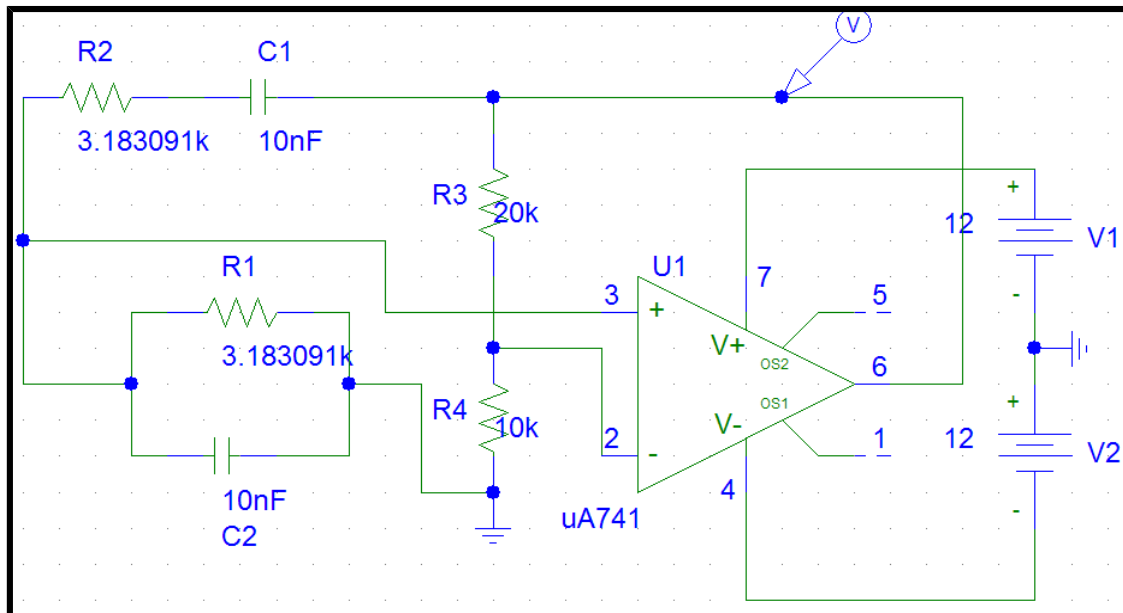 V
R2
C1
3.183091k
10nF
R3
20k
+
12
V1
-
R1
3.183091k
U1
7
3
+
5
V+
OS2
6
R4
10k
OS1
V-
2
-
1
4
+
12
V2
-
10nF
C2
uA741